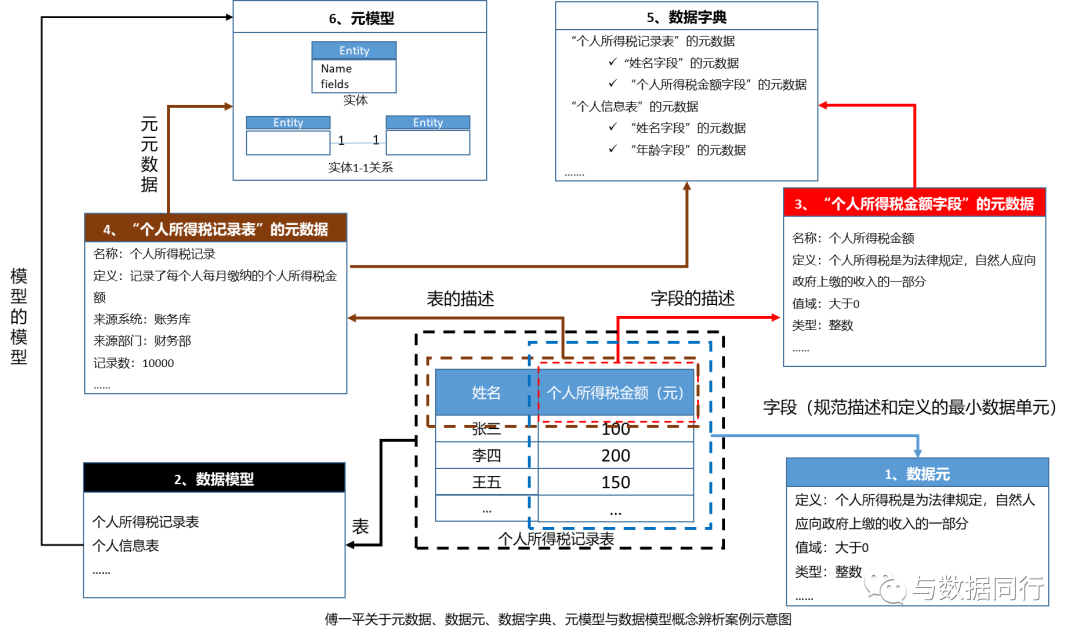 6、元模型
Entity
Name
fields
实体
Entity
Entity
1
1
实体1-1关系
5、数据字典
“个人所得税记录表”的元数据
✓ “姓名字段”的元数据
✓ “个人所得税金额字段”的元数据
“个人信息表”的元数据
✓ “姓名字段”的元数据
✓ “年龄字段”的元数据
.......
元元数据
模型的模型
4、“个人所得税记录表”的元数据
名称：个人所得税记录
定义：记录了每个人每月缴纳的个人所得税金
额
来源系统：账务库
来源部门：财务部
记录数：10000
......
3、“个人所得税金额字段”的元数据
名称：个人所得税金额
定义：个人所得税是为法律规定，自然人应向
政府上缴的收入的一部分
值域：大于0
类型：整数
......
表的描述
字段的描述
姓名
个人所得税金额（元）
张三
100
李四
200
王五
150
...
...
个人所得税记录表
字段（规范描述和定义的最小数据单元）
2、数据模型
个人所得税记录表
个人信息表
......
表
1、数据元
定义：个人所得税是为法律规定，自然人
应向政府上缴的收入的一部分
值域：大于0
类型：整数
......
与数据同行
傅一平关于元数据、数据元、数据字典、元模型与数据模型概念辨析案例示意图